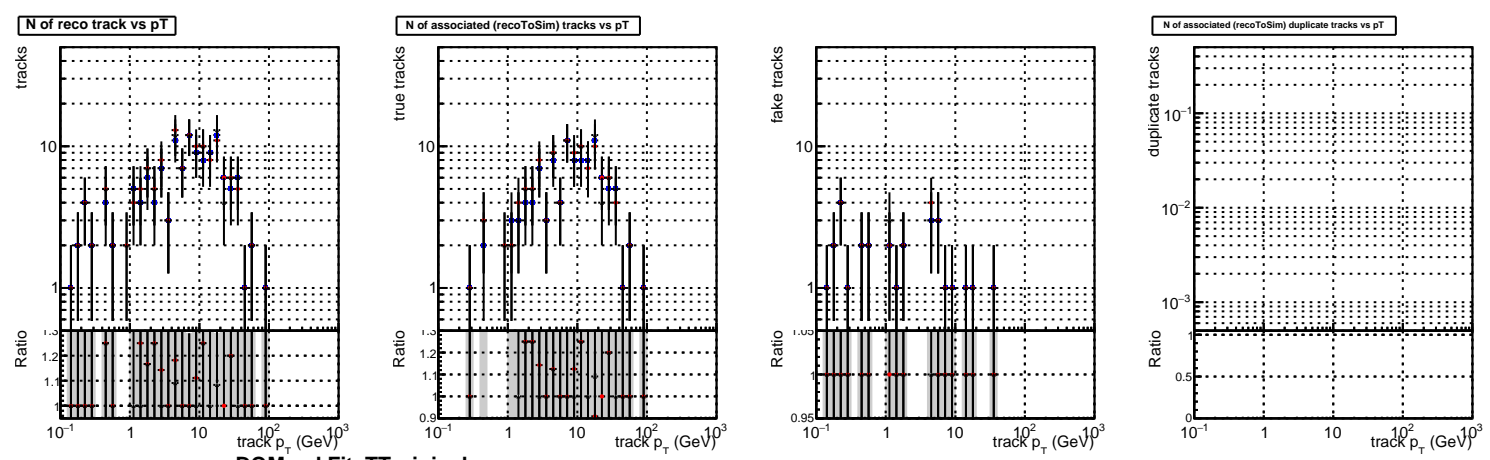 N of reco track vs pT
tracks
10
1
Ratio
1.3
1.2
1.1
1
10⁻¹ 1 10 10² 10³
track p_T (GeV)
N of associated (recoToSim) tracks vs pT
true tracks
10
1
Ratio
1.3
1.2
1.1
1
0.9
10⁻¹ 1 10 10² 10³
track p_T (GeV)
fake tracks
10
1
Ratio
1.05
1
0.95
10⁻¹ 1 10 10² 10³
track p_T (GeV)
N of associated (recoToSim) duplicate tracks vs pT
duplicate tracks
10⁻¹
10⁻²
10⁻³
Ratio
1
0.5
0
10⁻¹ 1 10 10² 10³
track p_T (GeV)